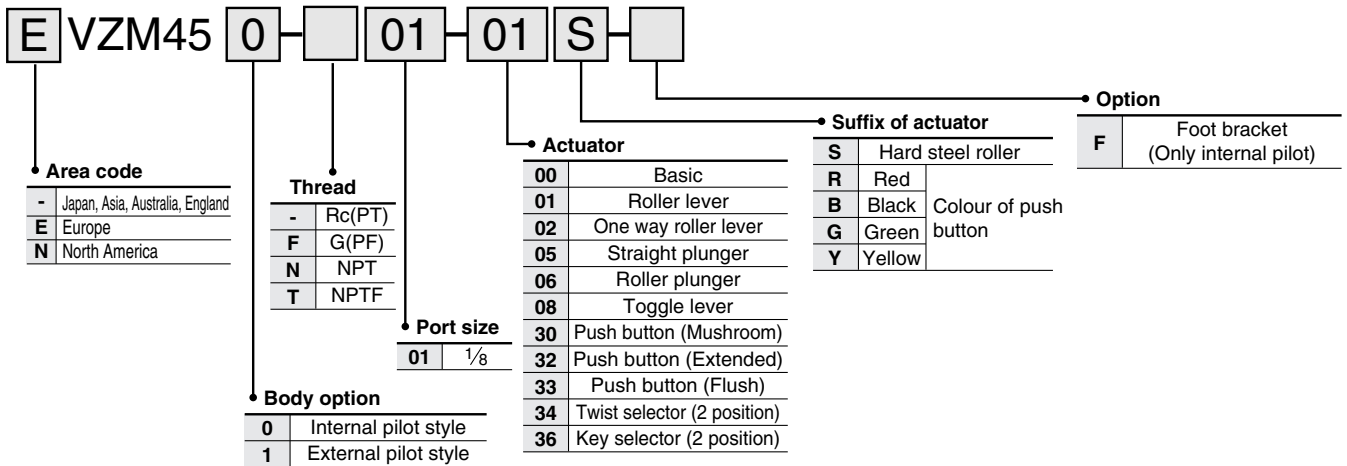 E VZM45 0 - 01 - 01 S -
Area code
- Japan, Asia, Australia, England
E Europe
N North America
Thread
- Rc(PT)
F G(PF)
N NPT
T NPTF
Port size
01 1/8
Body option
0 Internal pilot style
1 External pilot style
Actuator
00 Basic
01 Roller lever
02 One way roller lever
05 Straight plunger
06 Roller plunger
08 Toggle lever
30 Push button (Mushroom)
32 Push button (Extended)
33 Push button (Flush)
34 Twist selector (2 position)
36 Key selector (2 position)
Suffix of actuator
S Hard steel roller
R Red
B Black
G Green
Y Yellow
Colour of push
button
Option
F Foot bracket
(Only internal pilot)